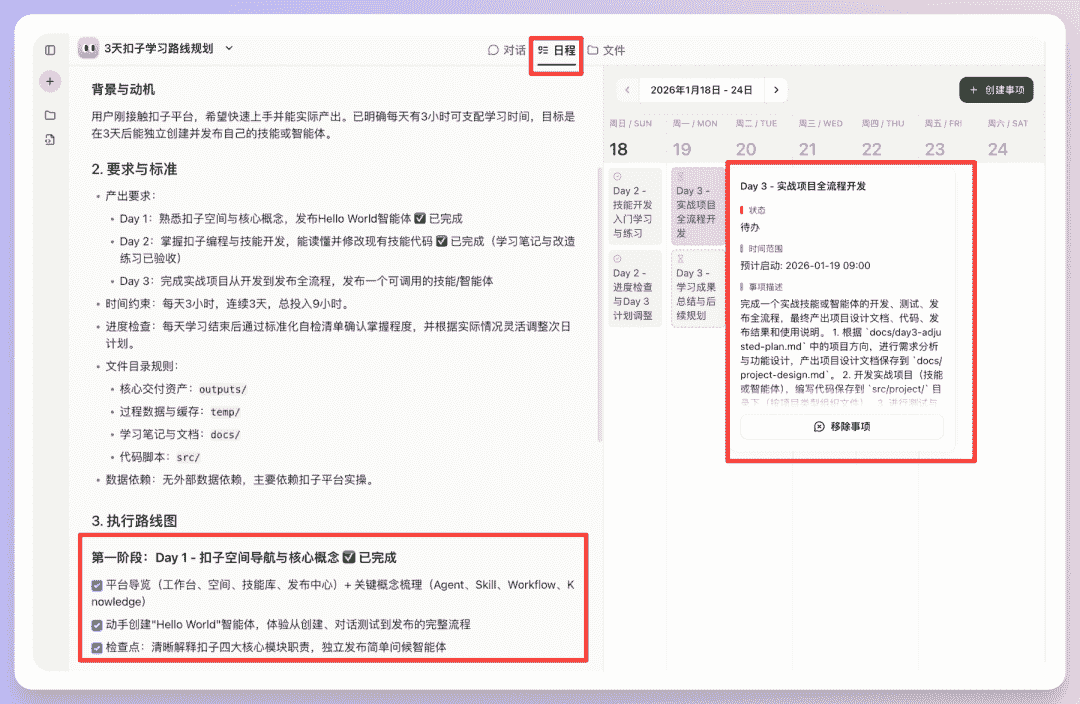 3天扣子学习路线规划
对话
日程
文件
背景与动机
用户刚接触扣子平台，希望快速上手并能实际产出。已明确每天有3小时可支配学习时间，目标是
在3天后能独立创建并发布自己的技能或智能体。
2. 要求与标准
• 产出要求：
• Day 1：熟悉扣子空间与核心概念，发布Hello World智能体 ✅ 已完成
• Day 2：掌握扣子编程与技能开发，能读懂并修改现有技能代码 ✅ 已完成（学习笔记与改造
练习已验收）
• Day 3：完成实战项目从开发到发布全流程，发布一个可调用的技能/智能体
• 时间约束：每天3小时，连续3天，总投入9小时。
• 进度检查：每天学习结束后通过标准化自检清单确认掌握程度，并根据实际情况灵活调整次日
计划。
• 文件目录规则：
• 核心交付资产：outputs/
• 过程数据与缓存：temp/
• 学习笔记与文档：docs/
• 代码脚本：src/
• 数据依赖：无外部数据依赖，主要依赖扣子平台实操。
3. 执行路线图
第一阶段：Day 1 - 扣子空间导航与核心概念 ✅ 已完成
平台导览（工作台、空间、技能库、发布中心）+ 关键概念梳理（Agent、Skill、Workflow、K
nowledge）
动手创建"Hello World"智能体，体验从创建、对话测试到发布的完整流程
检查点：清晰解释扣子四大核心模块职责，独立发布简单问候智能体
2026年1月18日 - 24日
+ 创建事项
周日 / SUN
周一 / MON
周二 / TUE
周三 / WED
周四 / THU
周五 / FRI
周六 / SAT
18
19
20
21
22
23
24
Day 2 -
技能开发
入门学习
与练习
Day 3 -
实战项目
全流程开
发
Day 2 -
进度检查
与Day 3
计划调整
Day 3 -
学习成果
总结与后
续规划
Day 3 - 实战项目全流程开发
状态
待办
时间范围
预计启动: 2026-01-19 09:00
事项描述
完成一个实战技能或智能体的开发、测试、发
布全流程，最终产出项目设计文档、代码、发
布结果和使用说明。 1. 根据 `docs/day3-adju
sted-plan.md` 中的项目方向，进行需求分析
与功能设计，产出项目设计文档保存到 `docs/
project-design.md`。 2. 开发实战项目（技能
或智能体），编写代码保存到 `src/project/` 目
录下（按项目类型组织文件）。 3. 进行测试与
移除事项